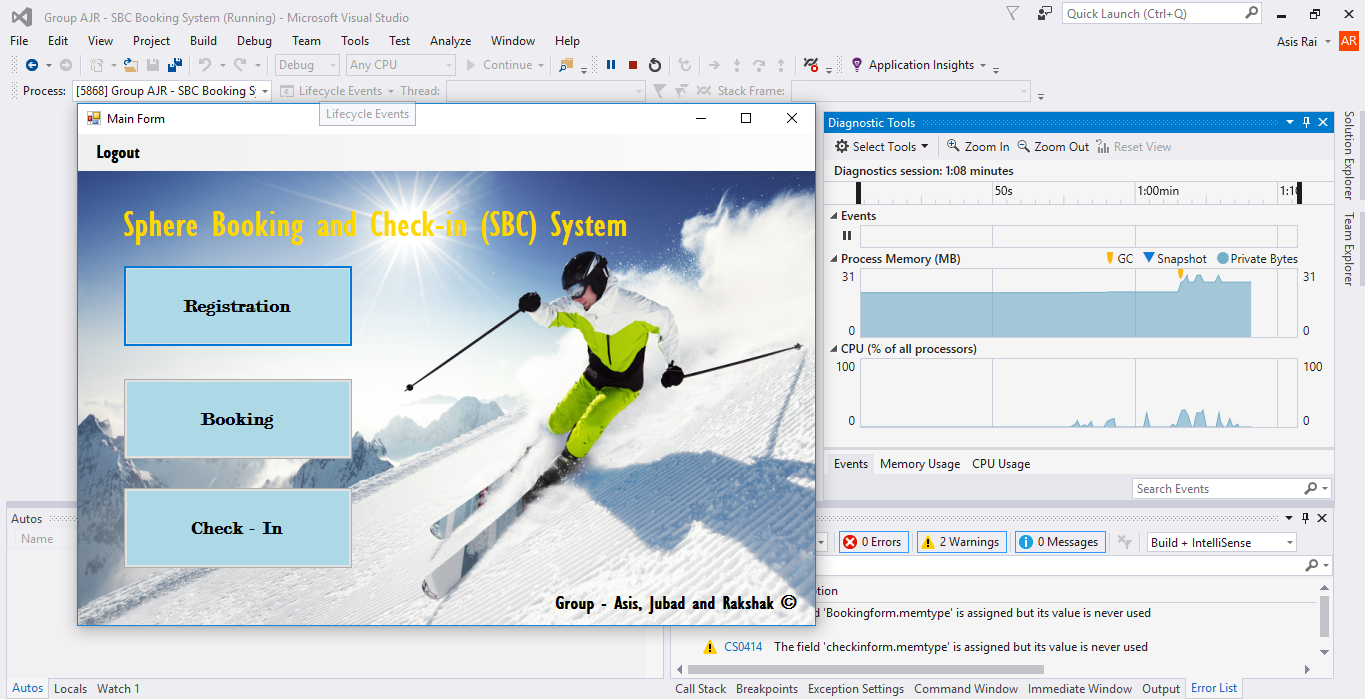 Group AJR - SBC Booking System (Running) - Microsoft Visual Studio
Quick Launch (Ctrl+Q)
File Edit View Project Build Debug Team Tools Test Analyze Window Help
Asis Rai AR
Debug Any CPU Continue Application Insights
Process: [5868] Group AJR - SBC Booking S Lifecycle Events Thread: Stack Frame:
Lifecycle Events
Main Form
Logout
Sphere Booking and Check-in (SBC) System
Registration
Booking
Check - In
Group - Asis, Jubad and Rakshak ©
Diagnostic Tools
Select Tools Zoom In Zoom Out Reset View
Diagnostics session: 1:08 minutes
50s 1:00min 1:10
Events
Process Memory (MB) GC Snapshot Private Bytes
31 31
0 0
CPU (% of all processors)
100 100
0 0
Events Memory Usage CPU Usage
Search Events
Solution Explorer
Team Explorer
Autos
Name
0 Errors 2 Warnings 0 Messages Build + IntelliSense
tion
d 'Bookingform.memtype' is assigned but its value is never used
CS0414 The field 'checkinform.memtype' is assigned but its value is never used
Autos Locals Watch 1
Call Stack Breakpoints Exception Settings Command Window Immediate Window Output Error List